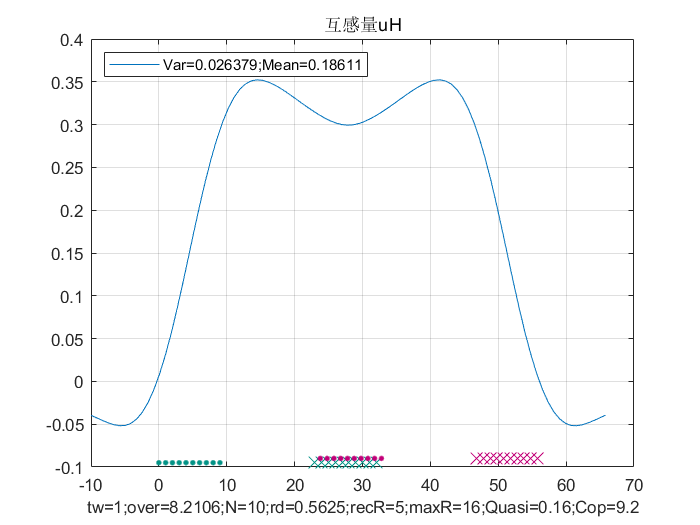 互感量uH
Var=0.026379;Mean=0.18611
0.4
0.35
0.3
0.25
0.2
0.15
0.1
0.05
0
-0.05
-0.1
-10 0 10 20 30 40 50 60 70
tw=1;over=8.2106;N=10;rd=0.5625;recR=5;maxR=16;Quasi=0.16;Cop=9.2